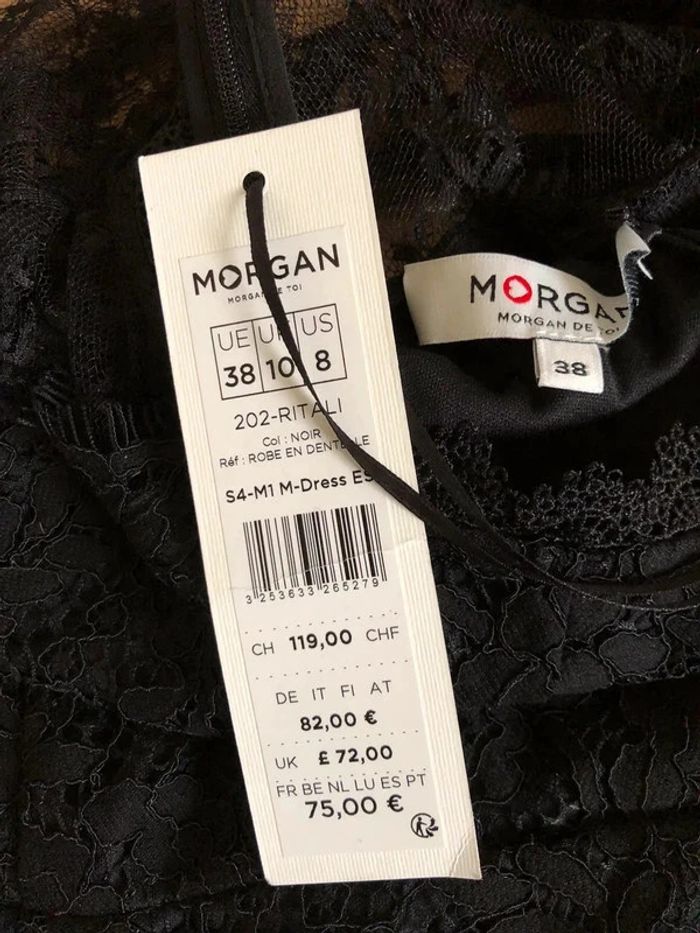 MORGAN
MORGAN DE TOI
UE UK US
38 10 8
202-RITALI
Col : NOIR
Réf : ROBE EN DENTELLE
S4-M1 M-Dress ES
3 253633 265279
CH 119,00 CHF
DE IT FI AT
82,00 €
UK £ 72,00
FR BE NL LU ES PT
75,00 €
MORGAN
MORGAN DE TOI
38